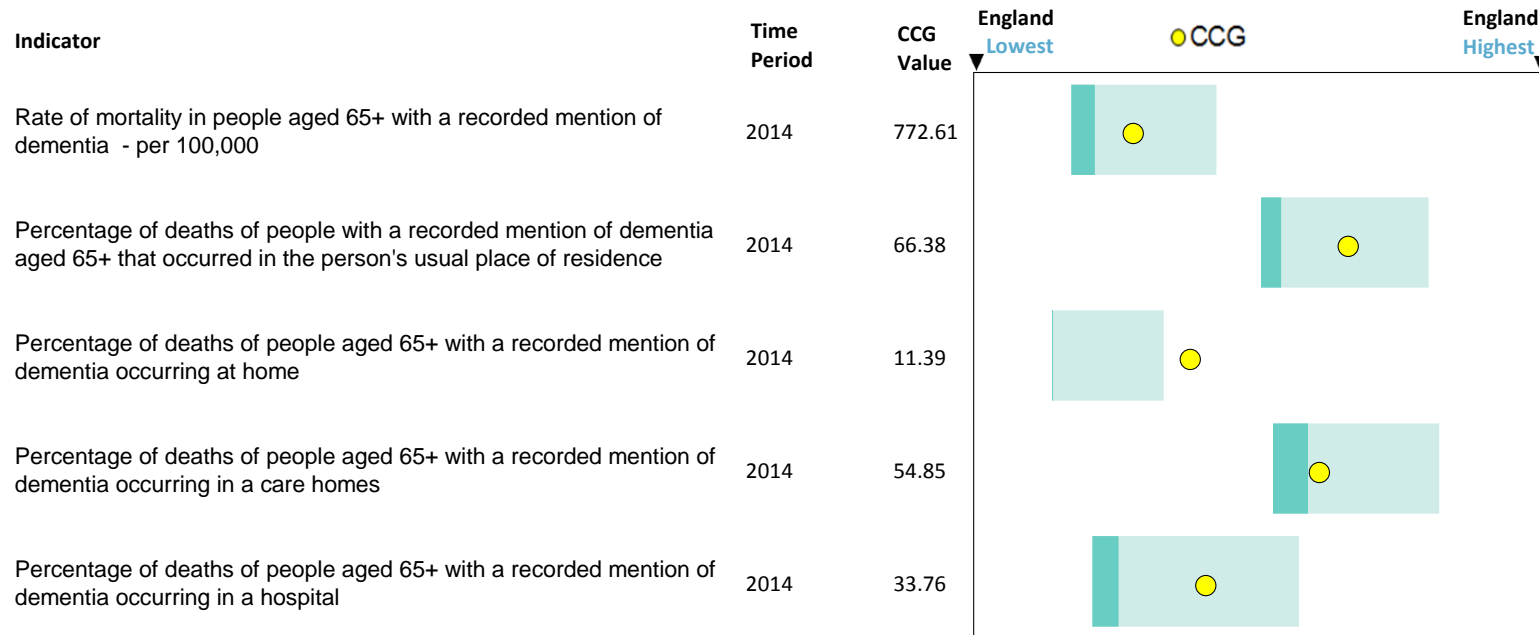 Indicator
Time
Period
CCG
Value
England
Lowest
CCG
England
Highest
Rate of mortality in people aged 65+ with a recorded mention of
dementia  - per 100,000
2014
772.61
Percentage of deaths of people with a recorded mention of dementia
aged 65+ that occurred in the person's usual place of residence
2014
66.38
Percentage of deaths of people aged 65+ with a recorded mention of
dementia occurring at home
2014
11.39
Percentage of deaths of people aged 65+ with a recorded mention of
dementia occurring in a care homes
2014
54.85
Percentage of deaths of people aged 65+ with a recorded mention of
dementia occurring in a hospital
2014
33.76